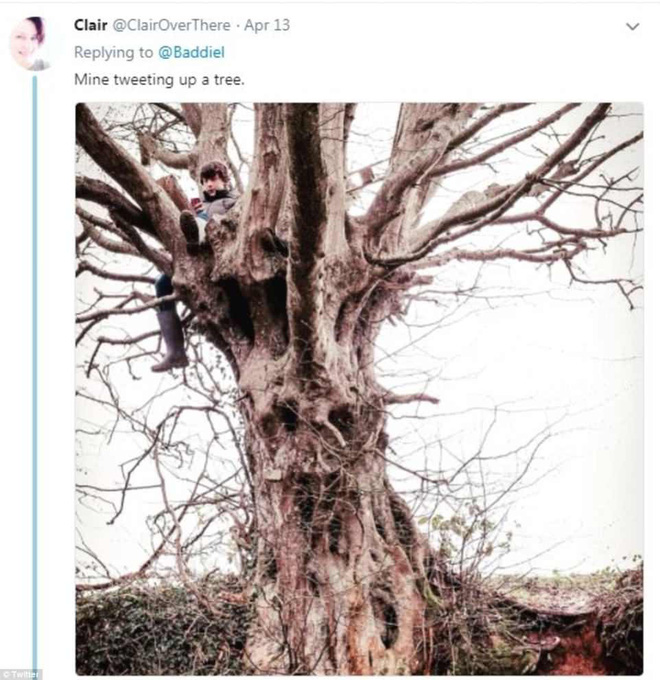 Clair @ClairOverThere · Apr 13
Replying to @Baddiel
Mine tweeting up a tree.
© Twitter